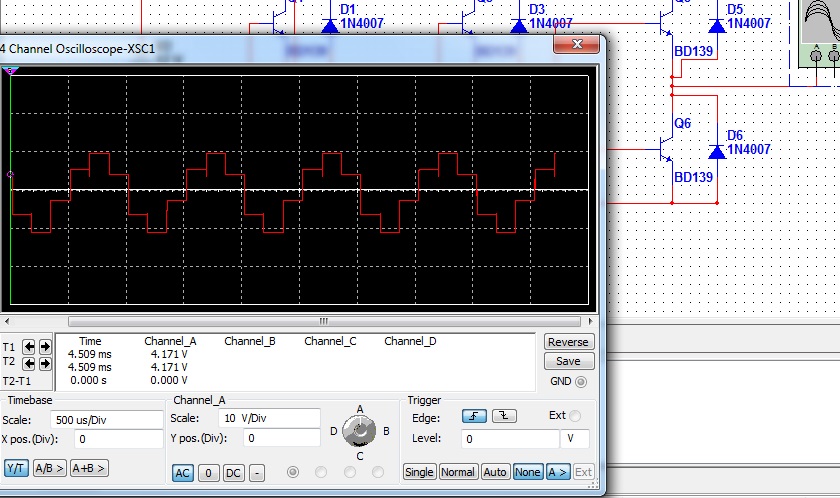 D1
1N4007
D3
1N4007
D5
1N4007
BD139
Q6
D6
1N4007
BD139
4 Channel Oscilloscope-XSC1
A B
Time Channel_A Channel_B Channel_C Channel_D
T1 4.509 ms 4.171 V
T2 4.509 ms 4.171 V
T2-T1 0.000 s 0.000 V
Reverse
Save
GND
Timebase
Scale: 500 us/Div
X pos.(Div): 0
Y/T A/B > A+B >
Channel_A
Scale: 10 V/Div
Y pos.(Div): 0
AC 0 DC -
A
D B
C
Trigger
Edge: Ext
Level: 0 V
Single Normal Auto None A > Ext